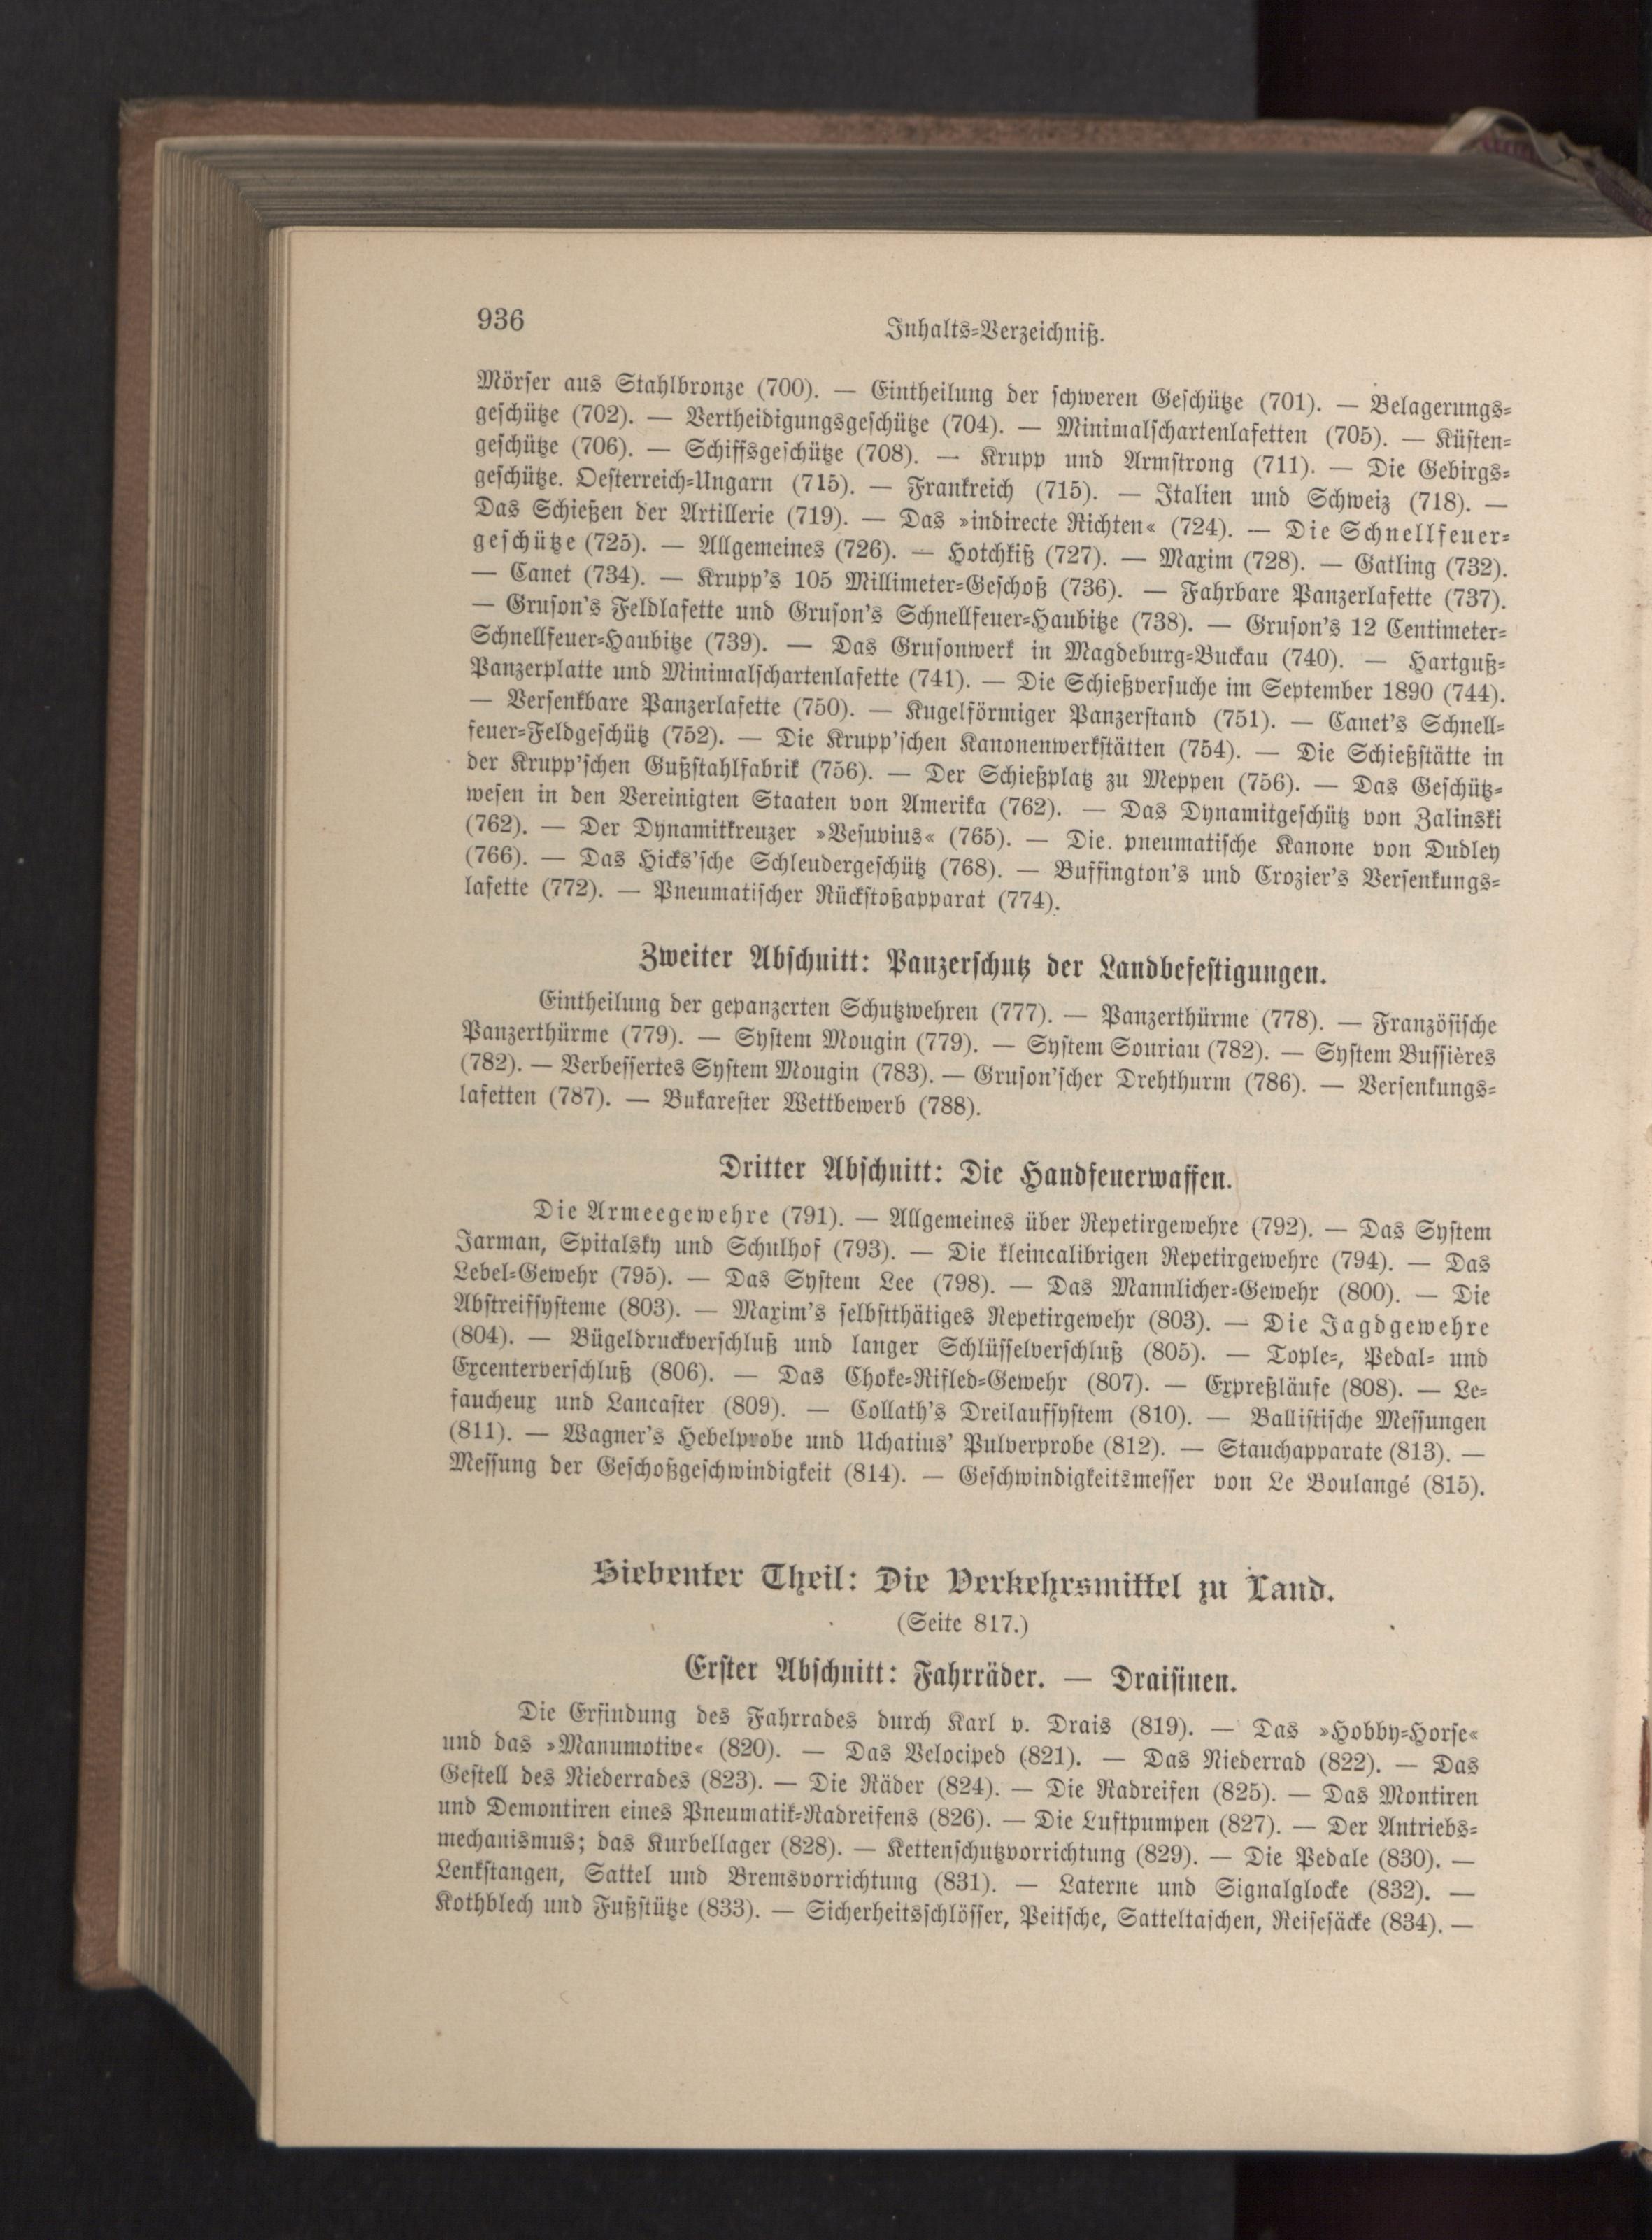 936
Inhalts-Verzeichniß.
Mörser aus Stahlbronze (700). — Eintheilung der schweren Geschütze (701). — Belagerungs-
geschütze (702). — Vertheidigungsgeschütze (704). — Minimalschartenlafetten (705). — Küsten-
geschütze (706). — Schiffsgeschütze (708). — Krupp und Armstrong (711). — Die Gebirgs-
geschütze. Oesterreich-Ungarn (715). — Frankreich (715). — Italien und Schweiz (718). —
Das Schießen der Artillerie (719). — Das »indirecte Richten« (724). — Die Schnellfeuer-
geschütze (725). — Allgemeines (726). — Hotchkiß (727). — Maxim (728). — Gatling (732).
— Canet (734). — Krupp's 105 Millimeter-Geschoß (736). — Fahrbare Panzerlafette (737).
— Gruson's Feldlafette und Gruson's Schnellfeuer-Haubitze (738). — Gruson's 12 Centimeter-
Schnellfeuer-Haubitze (739). — Das Grusonwerk in Magdeburg-Buckau (740). — Hartguß-
Panzerplatte und Minimalschartenlafette (741). — Die Schießversuche im September 1890 (744).
— Versenkbare Panzerlafette (750). — Kugelförmiger Panzerstand (751). — Canet's Schnell-
feuer-Feldgeschütz (752). — Die Krupp'schen Kanonenwerkstätten (754). — Die Schießstätte in
der Krupp'schen Gußstahlfabrik (756). — Der Schießplatz zu Meppen (756). — Das Geschütz-
wesen in den Vereinigten Staaten von Amerika (762). — Das Dynamitgeschütz von Zalinski
(762). — Der Dynamitkreuzer »Vesuvius« (765). — Die. pneumatische Kanone von Dudley
(766). — Das Hicks'sche Schleudergeschütz (768). — Buffington's und Crozier's Versenkungs-
lafette (772). — Pneumatischer Rückstoßapparat (774).
Zweiter Abschnitt: Panzerschutz der Landbefestigungen.
Eintheilung der gepanzerten Schutzwehren (777). — Panzerthürme (778). — Französische
Panzerthürme (779). — System Mougin (779). — System Souriau (782). — System Bussières
(782). — Verbessertes System Mougin (783). — Gruson'scher Drehthurm (786). — Versenkungs-
lafetten (787). — Bukarester Wettbewerb (788).
Dritter Abschnitt: Die Handfeuerwaffen.
Die Armeegewehre (791). — Allgemeines über Repetirgewehre (792). — Das System
Jarman, Spitalsky und Schulhof (793). — Die kleincalibrigen Repetirgewehre (794). — Das
Lebel-Gewehr (795). — Das System Lee (798). — Das Mannlicher-Gewehr (800). — Die
Abstreifsysteme (803). — Maxim's selbstthätiges Repetirgewehr (803). — Die Jagdgewehre
(804). — Bügeldruckverschluß und langer Schlüsselverschluß (805). — Tople-, Pedal- und
Excenterverschluß (806). — Das Choke-Rifled-Gewehr (807). — Expreßläufe (808). — Le-
faucheux und Lancaster (809). — Collath's Dreilaufsystem (810). — Ballistische Messungen
(811). — Wagner's Hebelprobe und Uchatius' Pulverprobe (812). — Stauchapparate (813). —
Messung der Geschoßgeschwindigkeit (814). — Geschwindigkeitsmesser von Le Boulangé (815).
Siebenter Theil: Die Verkehrsmittel zu Land.
(Seite 817.)
Erster Abschnitt: Fahrräder. — Draisinen.
Die Erfindung des Fahrrades durch Karl v. Drais (819). — Das »Hobby-Horse«
und das »Manumotive« (820). — Das Velociped (821). — Das Niederrad (822). — Das
Gestell des Niederrades (823). — Die Räder (824). — Die Radreifen (825). — Das Montiren
und Demontiren eines Pneumatik-Radreifens (826). — Die Luftpumpen (827). — Der Antriebs-
mechanismus; das Kurbellager (828). — Kettenschutzvorrichtung (829). — Die Pedale (830). —
Lenkstangen, Sattel und Bremsvorrichtung (831). — Laterne und Signalglocke (832). —
Kothblech und Fußstütze (833). — Sicherheitsschlösser, Peitsche, Satteltaschen, Reisesäcke (834). —